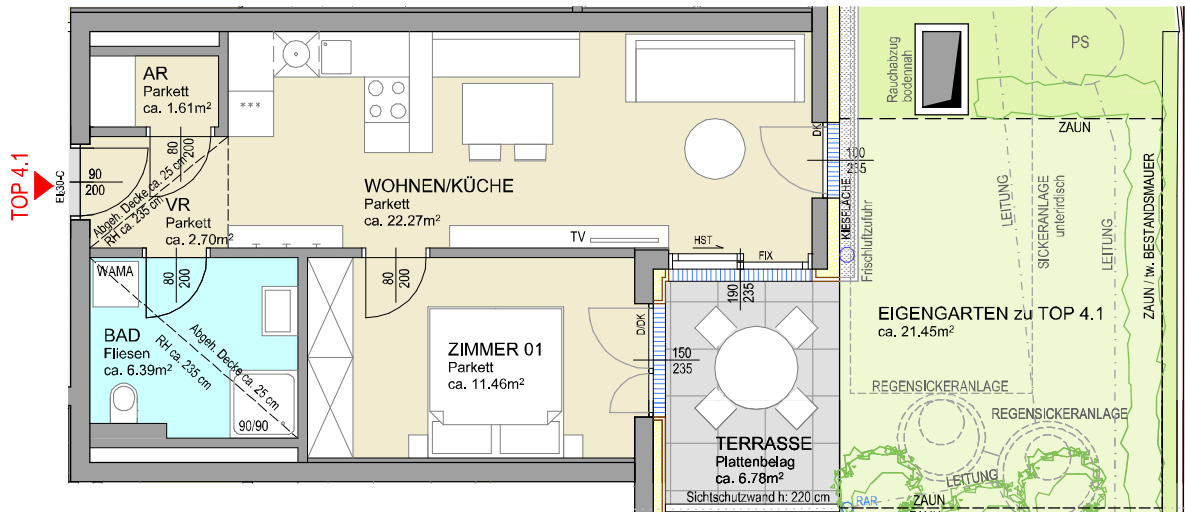 TOP 4.1
EI₂30-C
90
200
AR
Parkett
ca. 1.61m²
80
200
Abgeh. Decke ca. 25 cm
RH ca. 235 cm
VR
Parkett
ca. 2.70m²
***
WOHNEN/KÜCHE
Parkett
ca. 22.27m²
TV
HST
FIX
DK
100
235
190
235
80
200
80
200
WAMA
BAD
Fliesen
ca. 6.39m²
Abgeh. Decke ca. 25 cm
RH ca. 235 cm
90/90
ZIMMER 01
Parkett
ca. 11.46m²
D/DK
150
235
TERRASSE
Plattenbelag
ca. 6.78m²
Sichtschutzwand h: 220 cm
KIESFLÄCHE
Frischluftzufuhr
Rauchabzug
bodennah
PS
ZAUN
LEITUNG
SICKERANLAGE
unterirdisch
LEITUNG
ZAUN / tw. BESTANDSMAUER
EIGENGARTEN zu TOP 4.1
ca. 21.45m²
REGENSICKERANLAGE
REGENSICKERANLAGE
LEITUNG
RAR
ZAUN
ZAUN